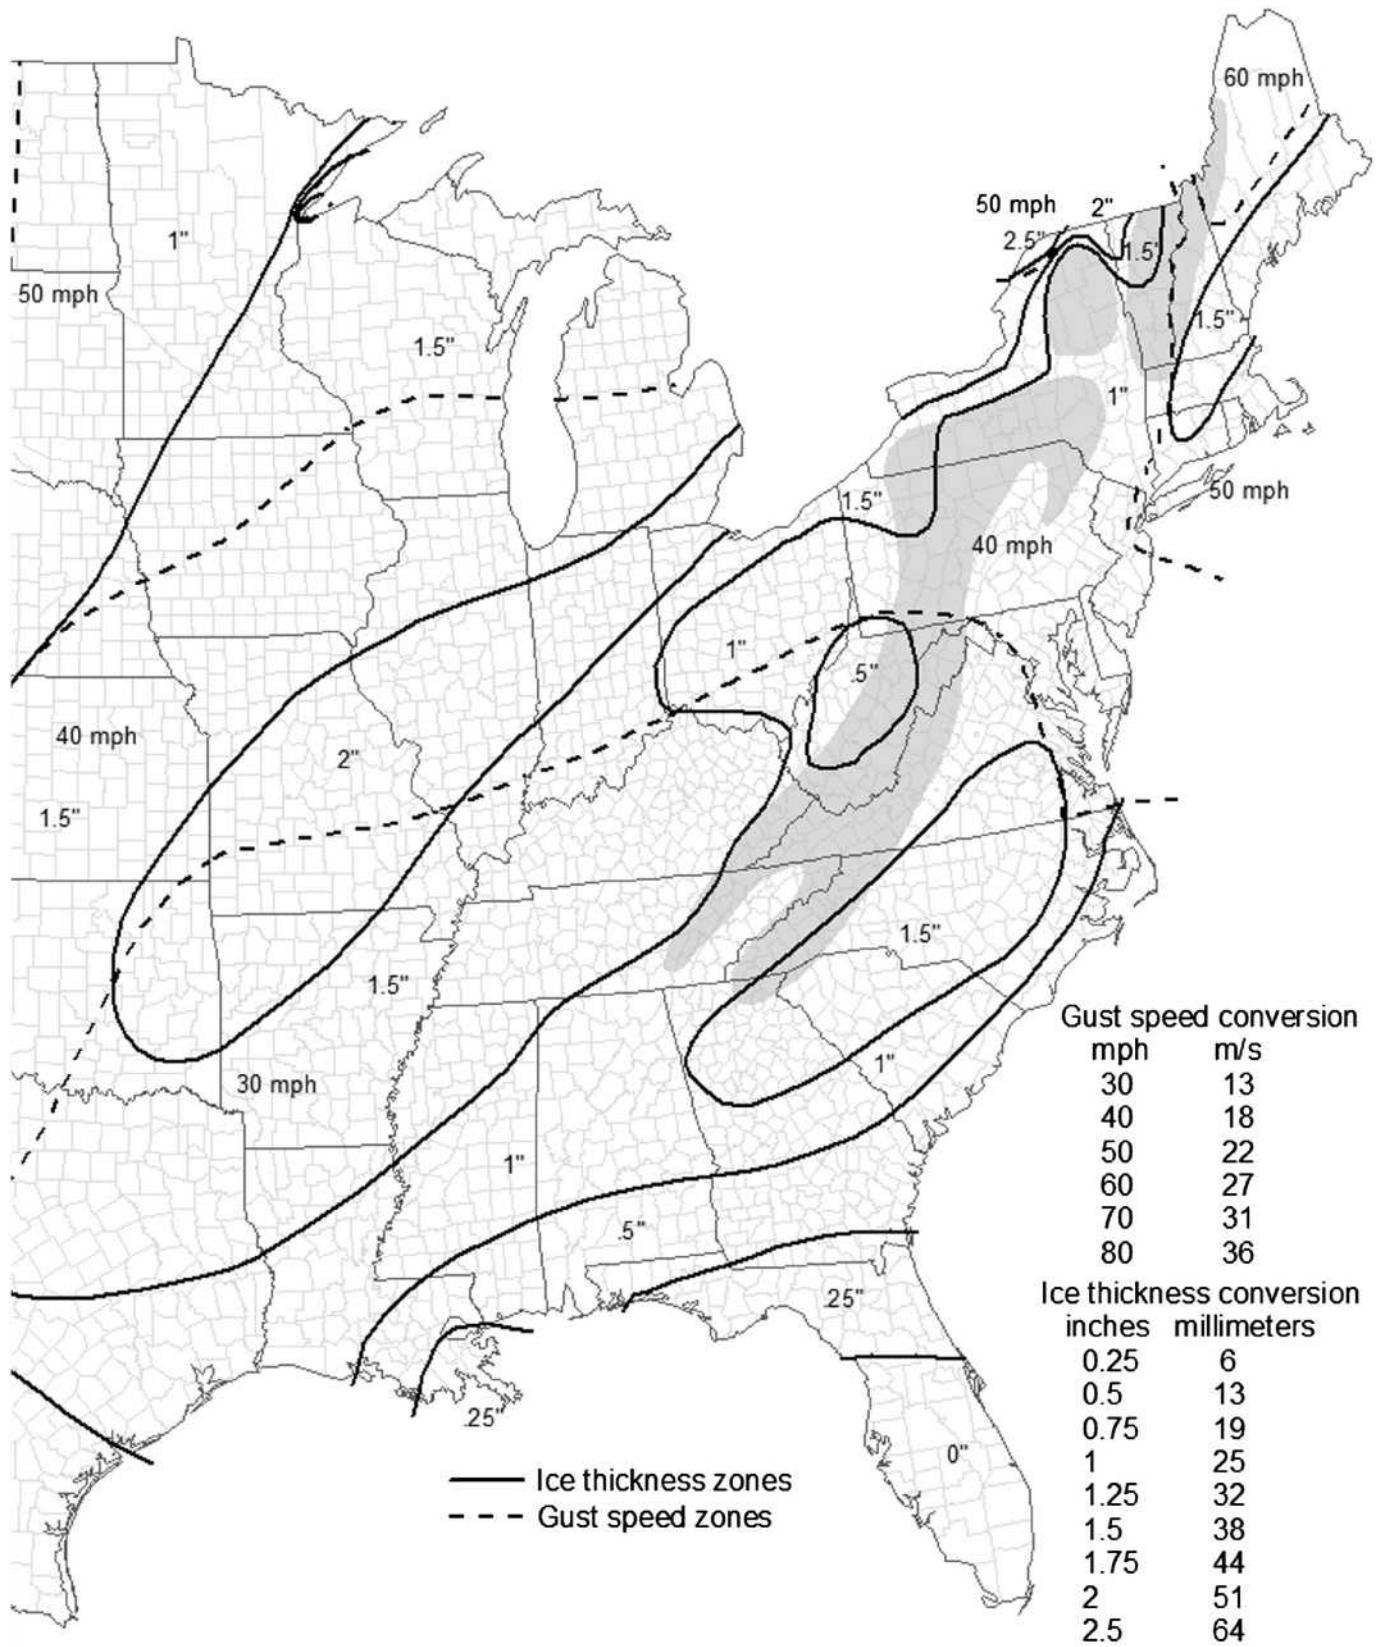 60 mph
50 mph
2"
2.5"
1.5"
1"
50 mph
1.5"
1.5"
1"
1.5"
50 mph
40 mph
1"
.5"
40 mph
2"
1.5"
1.5"
1.5"
30 mph
1"
1"
.5"
.25"
.25"
0"
Gust speed conversion
mph m/s
30 13
40 18
50 22
60 27
70 31
80 36
Ice thickness conversion
inches millimeters
0.25 6
0.5 13
0.75 19
1 25
1.25 32
1.5 38
1.75 44
2 51
2.5 64
Ice thickness zones
Gust speed zones